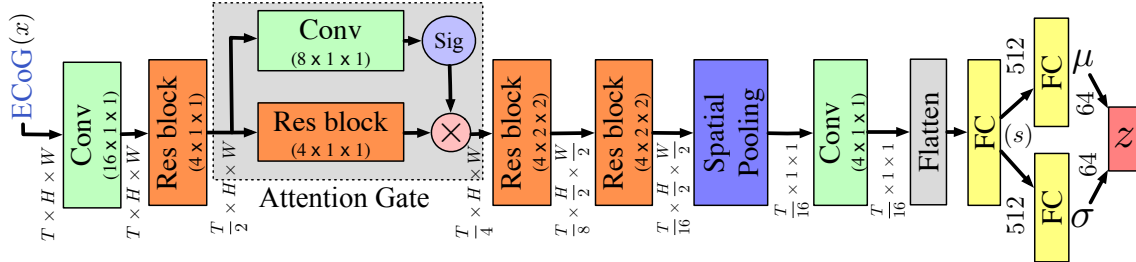 ECoG(x)
T × H × W
Conv
(16 x 1 x 1)
T × H × W
Res block
(4 x 1 x 1)
T/2 × H × W
Conv
(8 x 1 x 1)
Sig
Res block
(4 x 1 x 1)
×
Attention Gate
T/4 × H × W
Res block
(4 x 2 x 2)
T/8 × H/2 × W/2
Res block
(4 x 2 x 2)
T/16 × H/2 × W/2
Spatial
Pooling
T/16 × 1 × 1
Conv
(4 x 1 x 1)
T/16 × 1 × 1
Flatten
FC
(s)
512
FC
μ
64
512
FC
σ
64
z